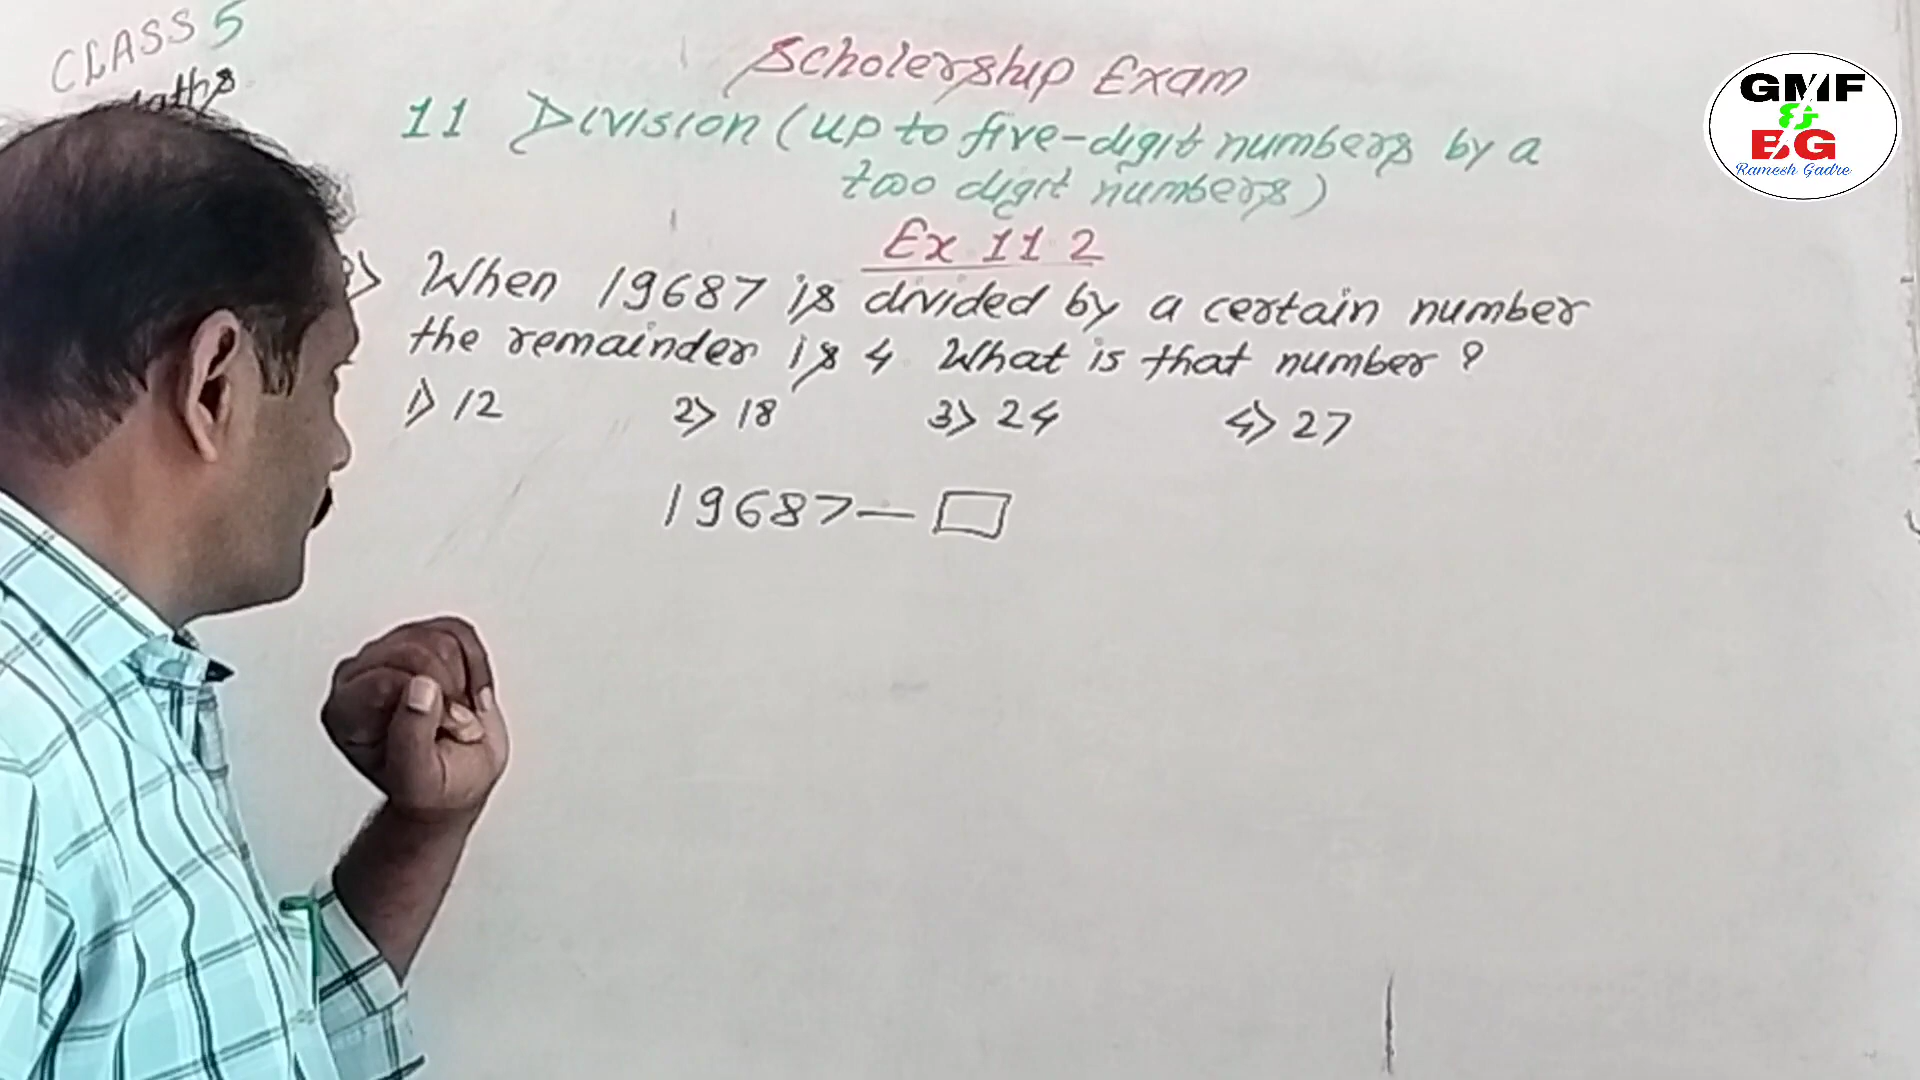 CLASS 5
Scholership Exam
11 Division (up to five-digit numbers by a
two digit numbers)
Ex 11 2
When 19687 is divided by a certain number
the remainder is 4 What is that number ?
1) 12 2) 18 3) 24 4) 27
19687 — □
GMF
&
BG
Ramesh Gadre